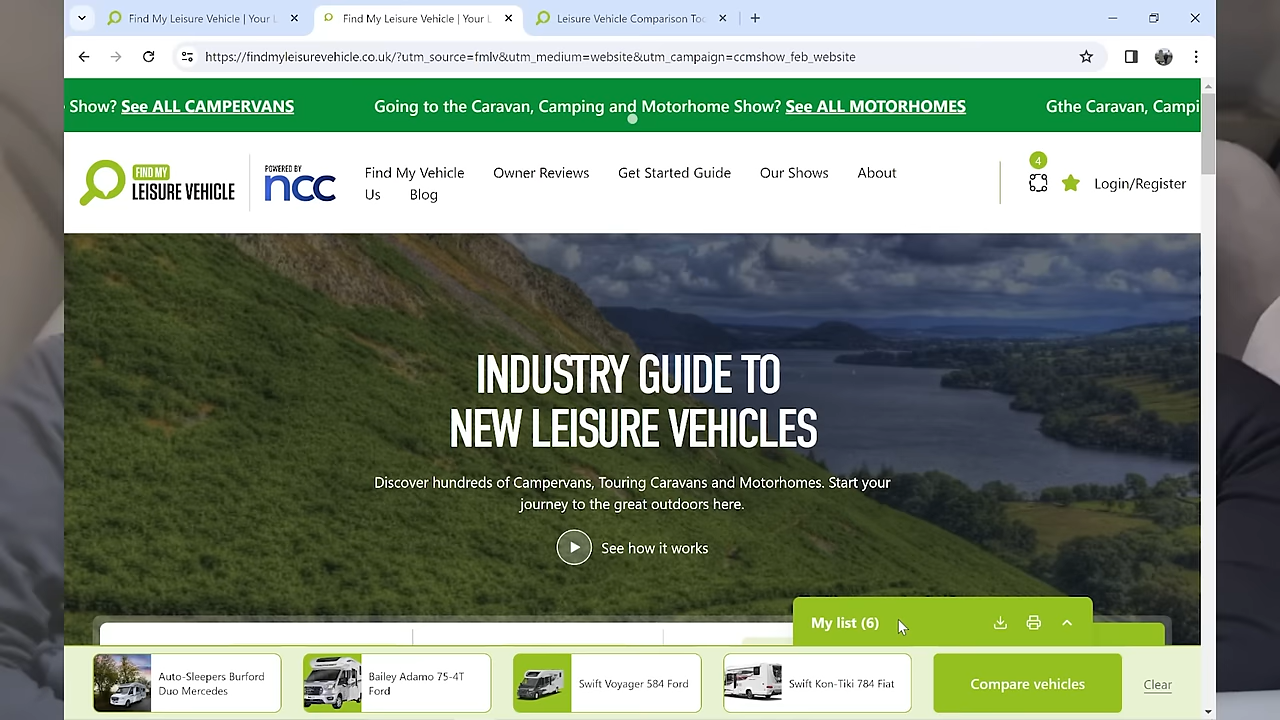 Find My Leisure Vehicle | Your L
Find My Leisure Vehicle | Your L
Leisure Vehicle Comparison Too
https://findmyleisurevehicle.co.uk/?utm_source=fmlv&utm_medium=website&utm_campaign=ccmshow_feb_website
Show? See ALL CAMPERVANS
Going to the Caravan, Camping and Motorhome Show? See ALL MOTORHOMES
Gthe Caravan, Campi
FIND MY
LEISURE VEHICLE
POWERED BY
ncc
Find My Vehicle
Owner Reviews
Get Started Guide
Our Shows
About
Us
Blog
4
Login/Register
INDUSTRY GUIDE TO
NEW LEISURE VEHICLES
Discover hundreds of Campervans, Touring Caravans and Motorhomes. Start your
journey to the great outdoors here.
See how it works
My list (6)
Auto-Sleepers Burford
Duo Mercedes
Bailey Adamo 75-4T
Ford
Swift Voyager 584 Ford
Swift Kon-Tiki 784 Fiat
Compare vehicles
Clear